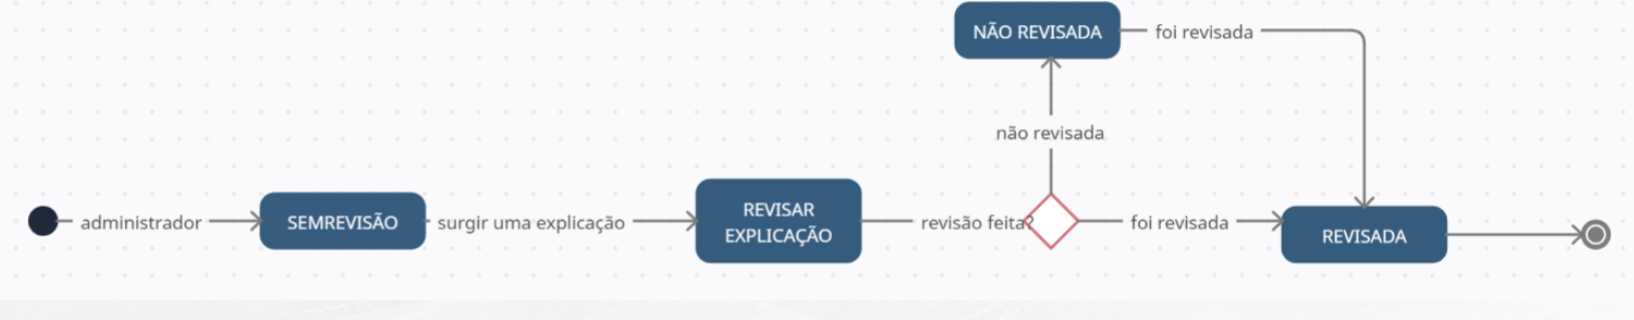 NÃO REVISADA
foi revisada
não revisada
administrador
SEMREVISÃO
surgir uma explicação
REVISAR
EXPLICAÇÃO
revisão feita?
foi revisada
REVISADA